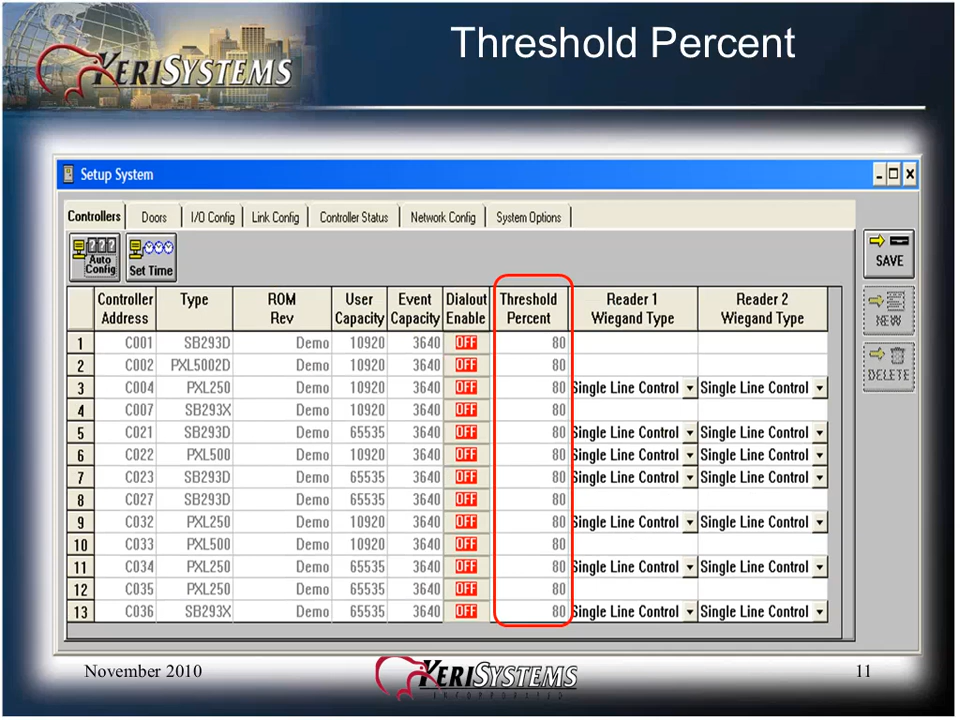 Threshold Percent
KERISYSTEMS
Setup System
Controllers Doors I/O Config Link Config Controller Status Network Config System Options
Auto Config Set Time SAVE
NEW
DELETE
Controller Address Type ROM Rev User Capacity Event Capacity Dialout Enable Threshold Percent Reader 1 Wiegand Type Reader 2 Wiegand Type
1 C001 SB293D Demo 10920 3640 OFF 80
2 C002 PXL5002D Demo 10920 3640 OFF 80
3 C004 PXL250 Demo 10920 3640 OFF 80 Single Line Control Single Line Control
4 C007 SB293X Demo 10920 3640 OFF 80
5 C021 SB293D Demo 65535 3640 OFF 80 Single Line Control Single Line Control
6 C022 PXL500 Demo 10920 3640 OFF 80 Single Line Control Single Line Control
7 C023 SB293D Demo 65535 3640 OFF 80 Single Line Control Single Line Control
8 C027 SB293D Demo 65535 3640 OFF 80
9 C032 PXL250 Demo 10920 3640 OFF 80 Single Line Control Single Line Control
10 C033 PXL500 Demo 10920 3640 OFF 80
11 C034 PXL250 Demo 65535 3640 OFF 80 Single Line Control Single Line Control
12 C035 PXL250 Demo 65535 3640 OFF 80
13 C036 SB293X Demo 65535 3640 OFF 80 Single Line Control Single Line Control
November 2010
KERISYSTEMS
INCORPORATED
11